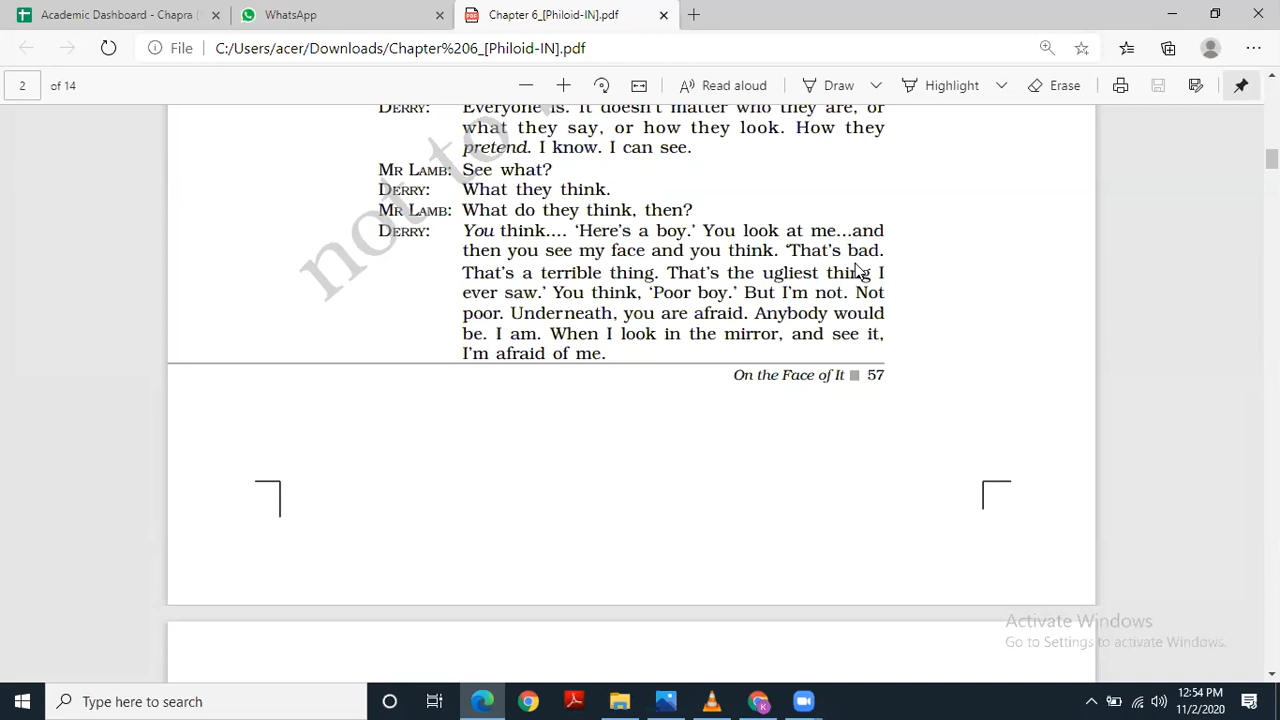 Academic Dashboard - Chapra (
WhatsApp
Chapter 6_[Philoid-IN].pdf
File
C:/Users/acer/Downloads/Chapter%206_[Philoid-IN].pdf
2 of 14
Read aloud
Draw
Highlight
Erase
DERRY: Everyone is. It doesn't matter who they are, or
what they say, or how they look. How they
pretend. I know. I can see.
MR LAMB: See what?
DERRY: What they think.
MR LAMB: What do they think, then?
DERRY: You think.... 'Here's a boy.' You look at me...and
then you see my face and you think. 'That's bad.
That's a terrible thing. That's the ugliest thing I
ever saw.' You think, 'Poor boy.' But I'm not. Not
poor. Underneath, you are afraid. Anybody would
be. I am. When I look in the mirror, and see it,
I'm afraid of me.
On the Face of It 57
not to
Activate Windows
Go to Settings to activate Windows.
Type here to search
12:54 PM
11/2/2020